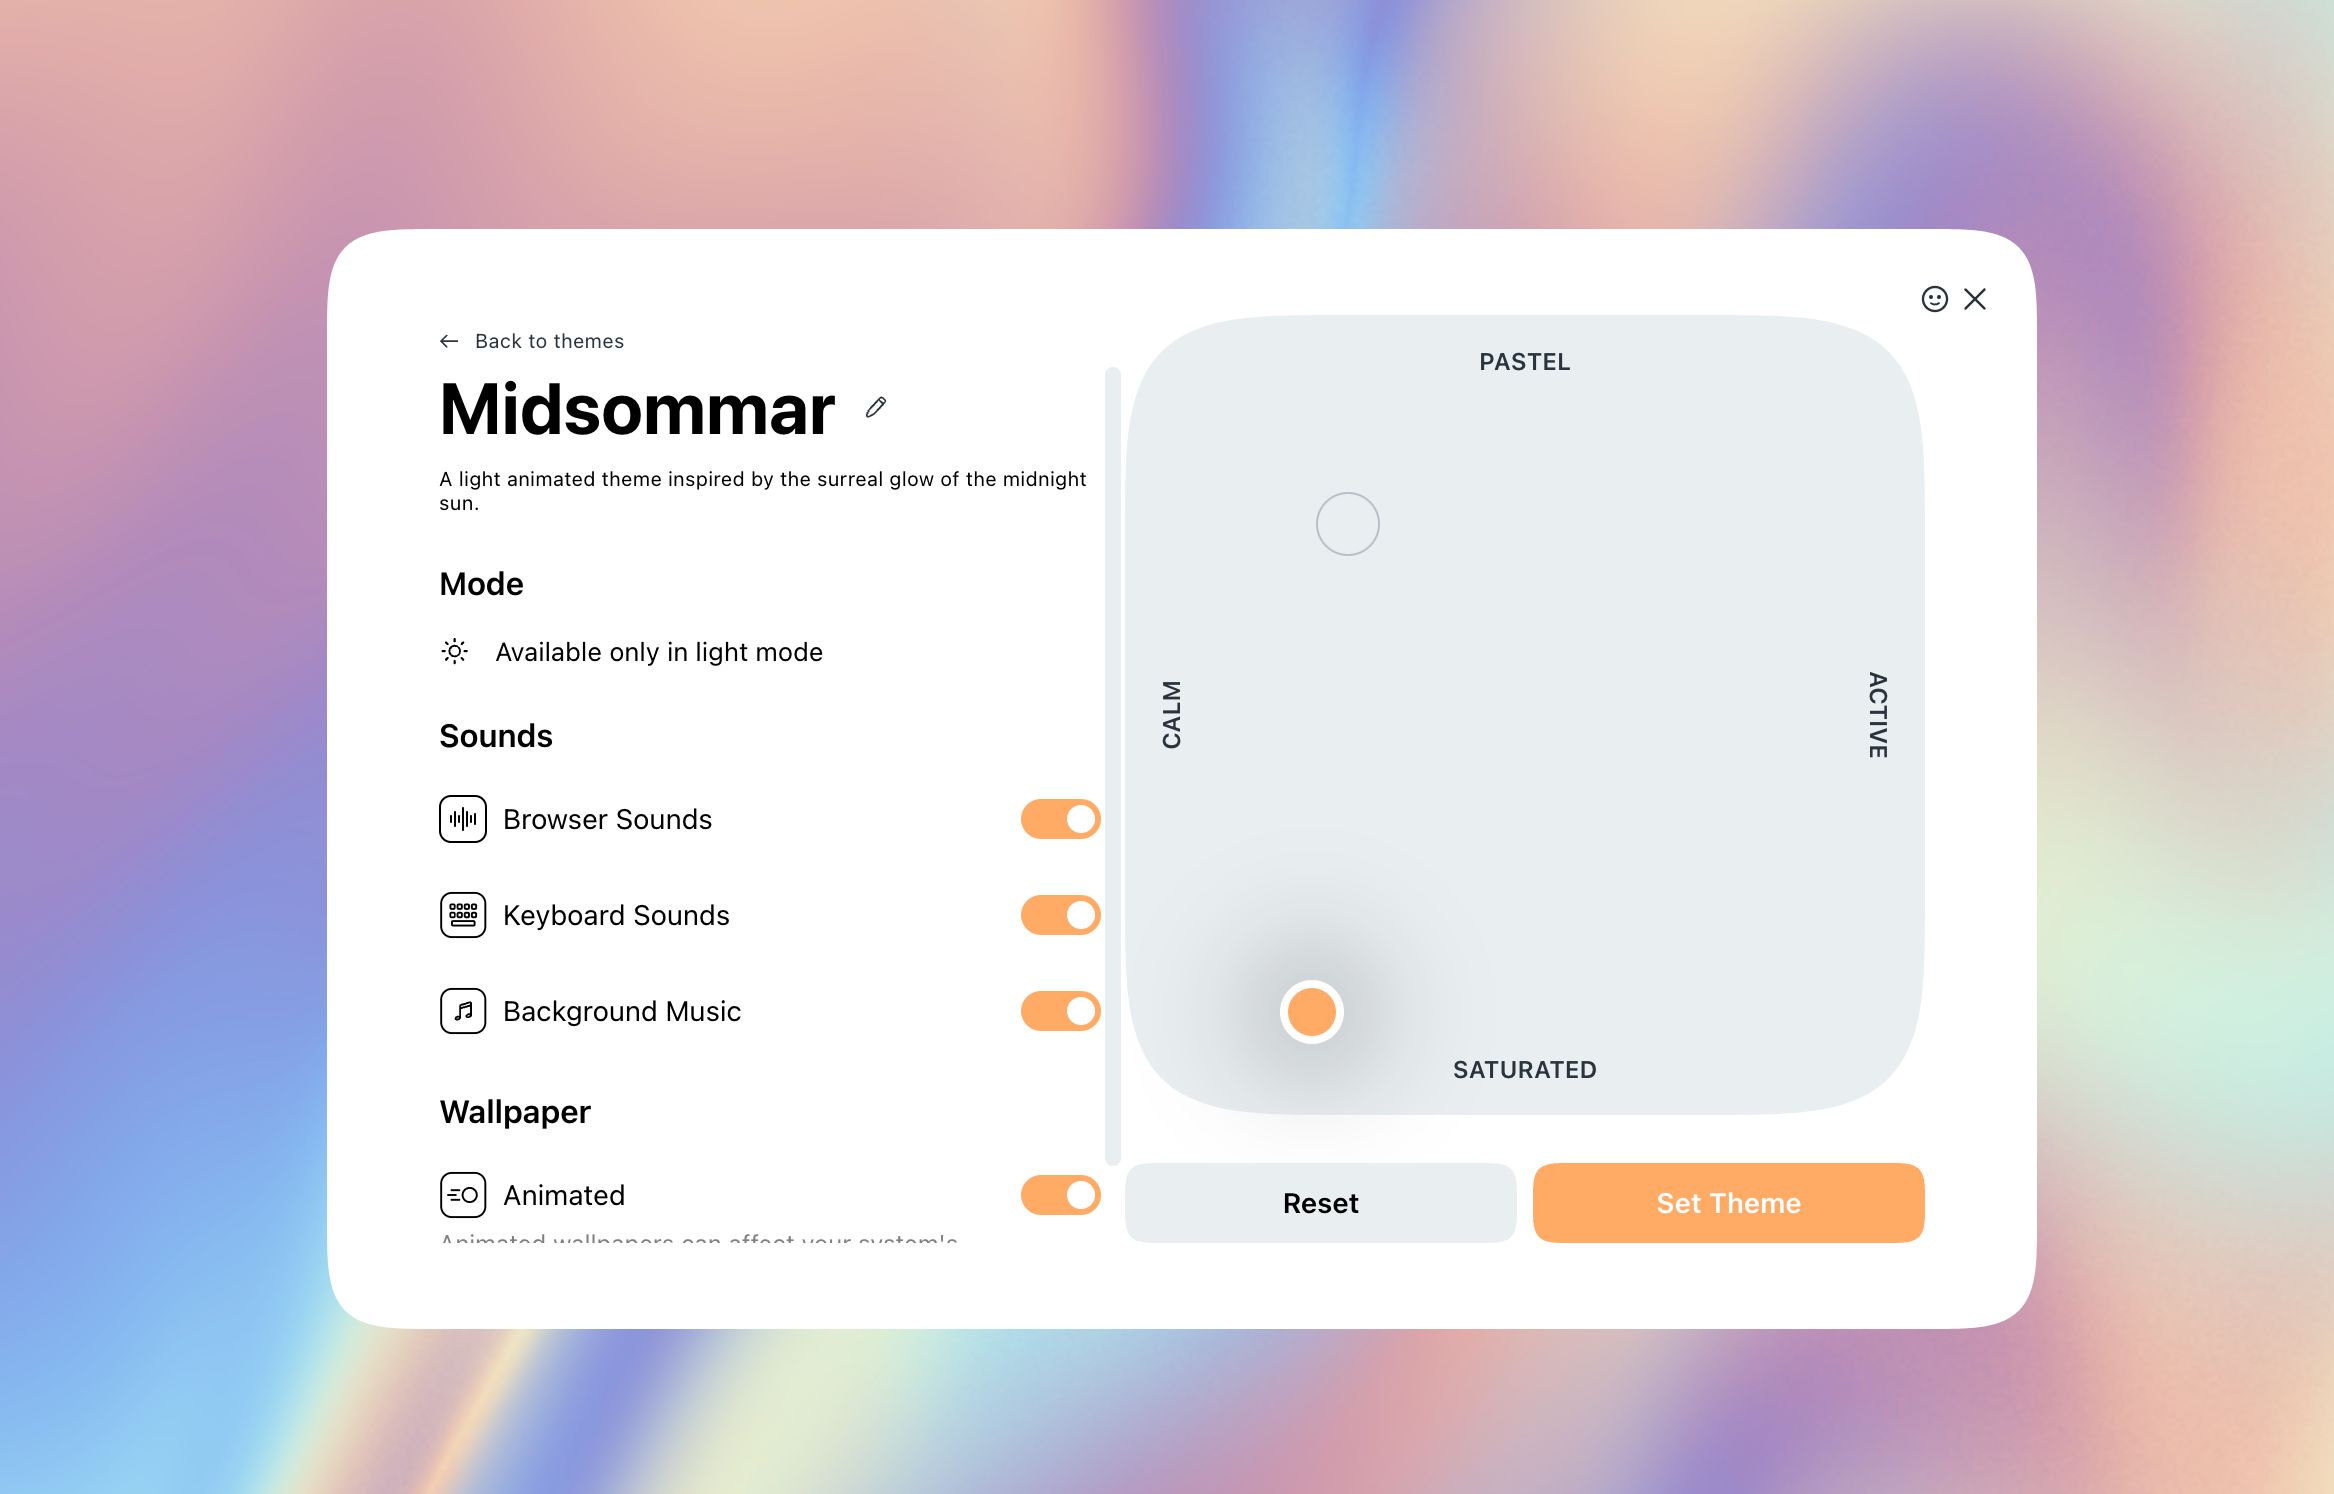 Back to themes
Midsommar
A light animated theme inspired by the surreal glow of the midnight
sun.
Mode
Available only in light mode
Sounds
Browser Sounds
Keyboard Sounds
Background Music
Wallpaper
Animated
Animated wallpapers can affect your system's
PASTEL
CALM
ACTIVE
SATURATED
Reset
Set Theme